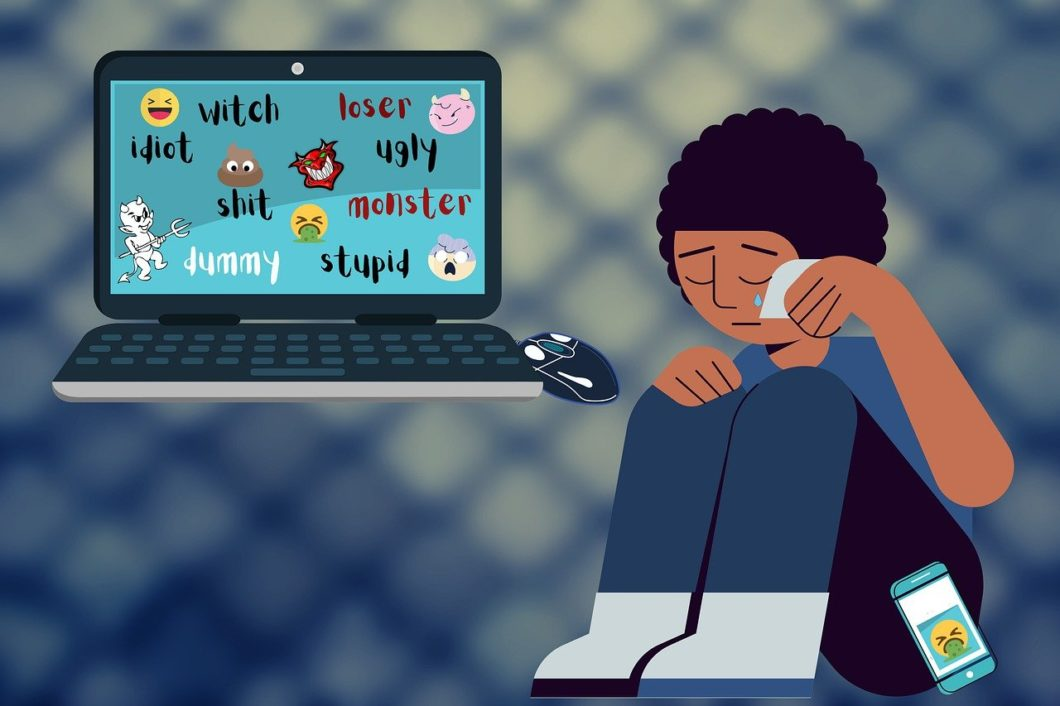 witch loser
idiot ugly
shit monster
dummy stupid